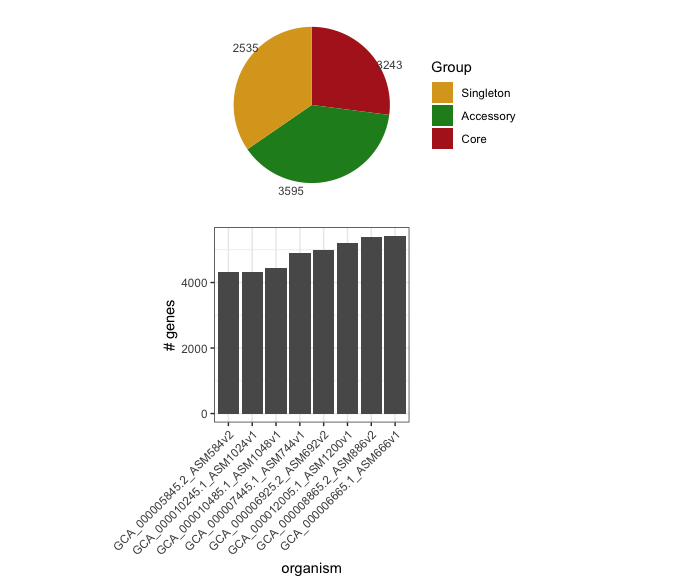 2535
3243
3595
Group
Singleton
Accessory
Core
# genes
4000
2000
0
GCA_000005845.2_ASM584v2
GCA_000010245.1_ASM1024v1
GCA_000010485.1_ASM1048v1
GCA_000007445.1_ASM744v1
GCA_000006925.2_ASM692v2
GCA_000012005.1_ASM1200v1
GCA_000008865.2_ASM886v2
GCA_000006665.1_ASM666v1
organism